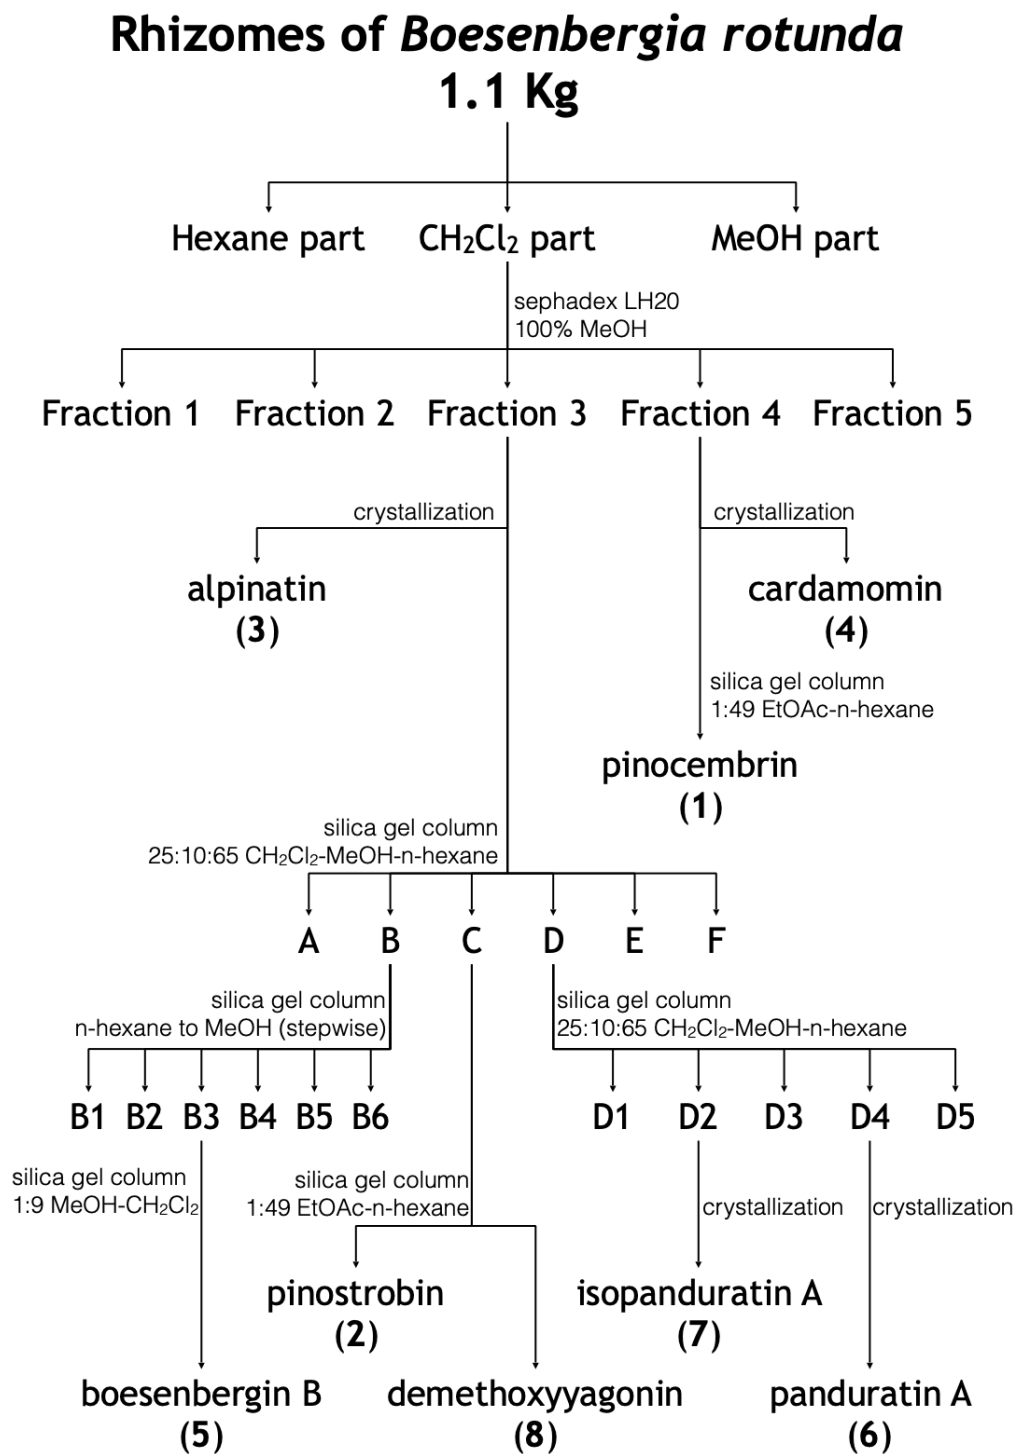 Rhizomes of Boesenbergia rotunda
1.1 Kg
Hexane part
CH₂Cl₂ part
MeOH part
sephadex LH20
100% MeOH
Fraction 1
Fraction 2
Fraction 3
Fraction 4
Fraction 5
crystallization
crystallization
alpinatin
(3)
cardamomin
(4)
silica gel column
1:49 EtOAc-n-hexane
pinocembrin
(1)
silica gel column
25:10:65 CH₂Cl₂-MeOH-n-hexane
A
B
C
D
E
F
silica gel column
n-hexane to MeOH (stepwise)
silica gel column
25:10:65 CH₂Cl₂-MeOH-n-hexane
B1
B2
B3
B4
B5
B6
D1
D2
D3
D4
D5
silica gel column
1:9 MeOH-CH₂Cl₂
silica gel column
1:49 EtOAc-n-hexane
crystallization
crystallization
pinostrobin
(2)
isopanduratin A
(7)
boesenbergin B
(5)
demethoxyyagonin
(8)
panduratin A
(6)